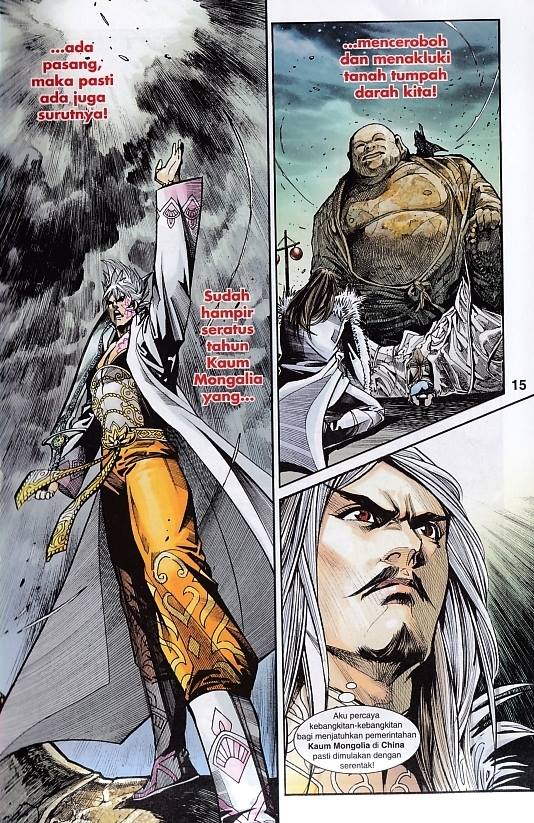 ...ada
pasang,
maka pasti
ada juga
surutnya!
Sudah
hampir
seratus
tahun
Kaum
Mongalia
yang...
...menceroboh
dan menakluki
tanah tumpah
darah kita!
15
Aku percaya
kebangkitan-kebangkitan
bagi menjatuhkan pemerintahan
Kaum Mongolia di China
pasti dimulakan dengan
serentak!